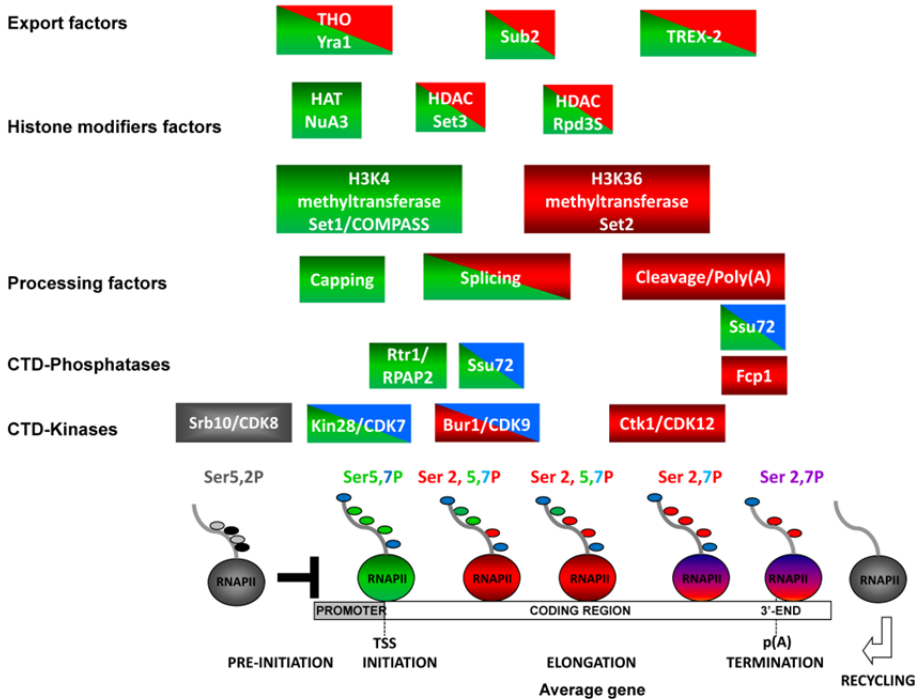 Export factors
THO
Yra1
Sub2
TREX-2
Histone modifiers factors
HAT
NuA3
HDAC
Set3
HDAC
Rpd3S
H3K4
methyltransferase
Set1/COMPASS
H3K36
methyltransferase
Set2
Processing factors
Capping
Splicing
Cleavage/Poly(A)
Ssu72
CTD-Phosphatases
Rtr1/
RPAP2
Ssu72
Fcp1
CTD-Kinases
Srb10/CDK8
Kin28/CDK7
Bur1/CDK9
Ctk1/CDK12
Ser5,2P
Ser5,7P
Ser 2, 5,7P
Ser 2, 5,7P
Ser 2,7P
Ser 2,7P
RNAPII
RNAPII
RNAPII
RNAPII
RNAPII
RNAPII
RNAPII
PROMOTER
CODING REGION
3'-END
TSS
p(A)
PRE-INITIATION
INITIATION
ELONGATION
TERMINATION
RECYCLING
Average gene